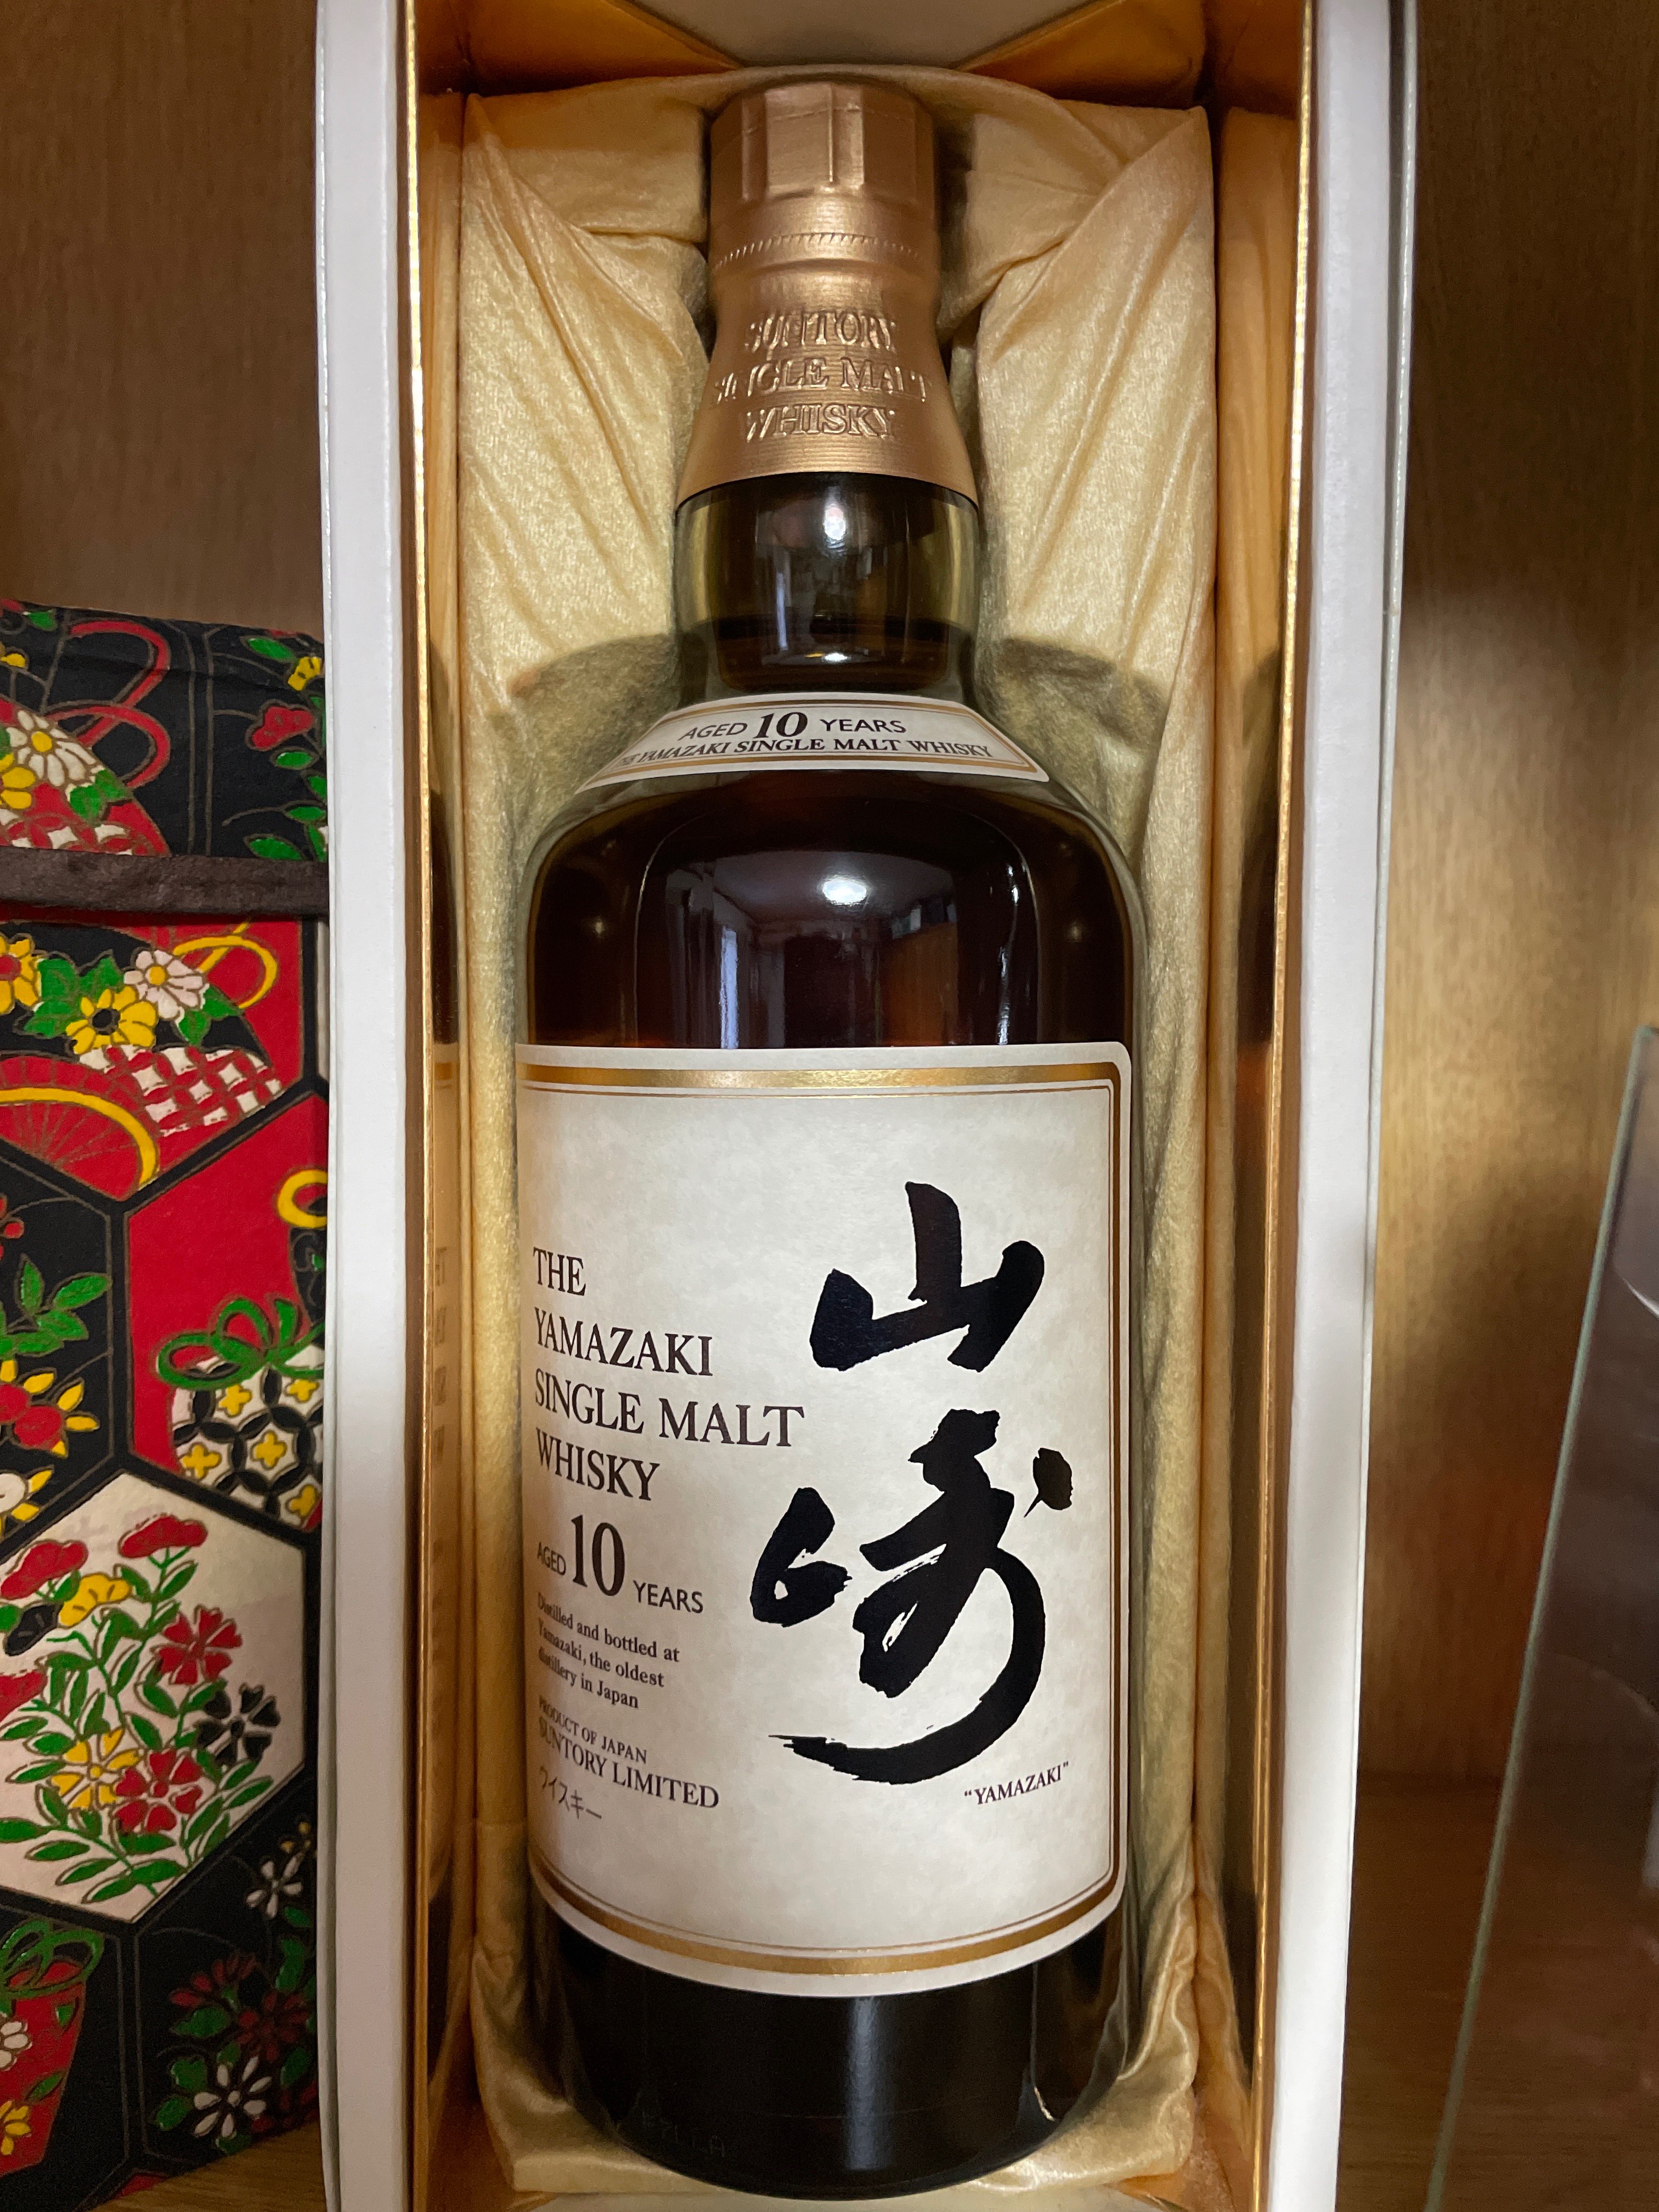 SUNTORY
SINGLE MALT
WHISKY
AGED 10 YEARS
THE YAMAZAKI SINGLE MALT WHISKY
山崎
THE
YAMAZAKI
SINGLE MALT
WHISKY
AGED 10 YEARS
Distilled and bottled at
Yamazaki, the oldest
distillery in Japan
PRODUCT OF JAPAN
SUNTORY LIMITED
ウイスキー
"YAMAZAKI"